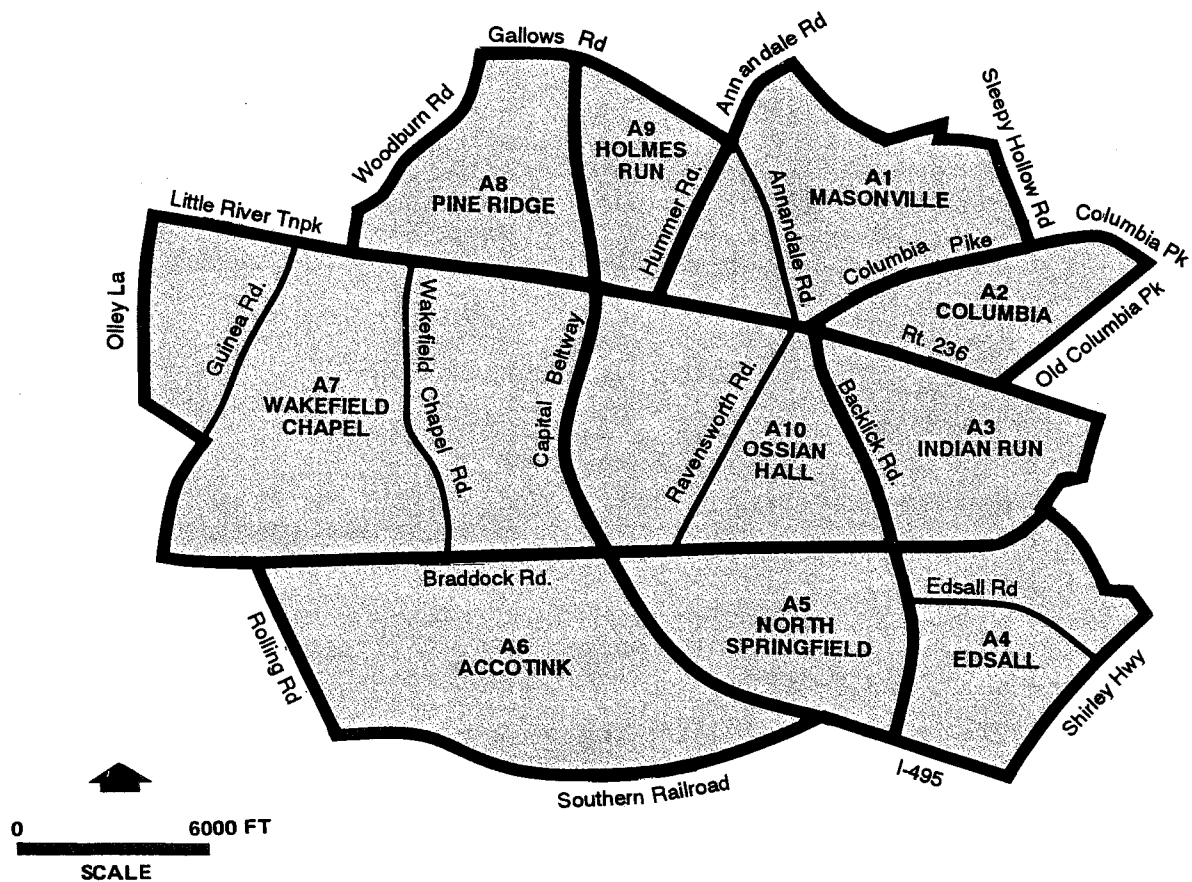 Gallows Rd
Annandale Rd
Woodburn Rd
Sleepy Hollow Rd
A9
HOLMES
RUN
A8
PINE RIDGE
A1
MASONVILLE
Little River Tnpk
Hummer Rd.
Annandale Rd.
Columbia Pike
Columbia Pk
Olley La
Guinea Rd.
Wakefield Chapel Rd.
Capital Beltway
A2
COLUMBIA
Rt. 236
Old Columbia Pk
A7
WAKEFIELD
CHAPEL
Ravensworth Rd.
A10
OSSIAN
HALL
Backlick Rd.
A3
INDIAN RUN
Braddock Rd.
Edsall Rd
A5
NORTH
SPRINGFIELD
A4
EDSALL
Rolling Rd
A6
ACCOTINK
Shirley Hwy
I-495
Southern Railroad
0 6000 FT
SCALE